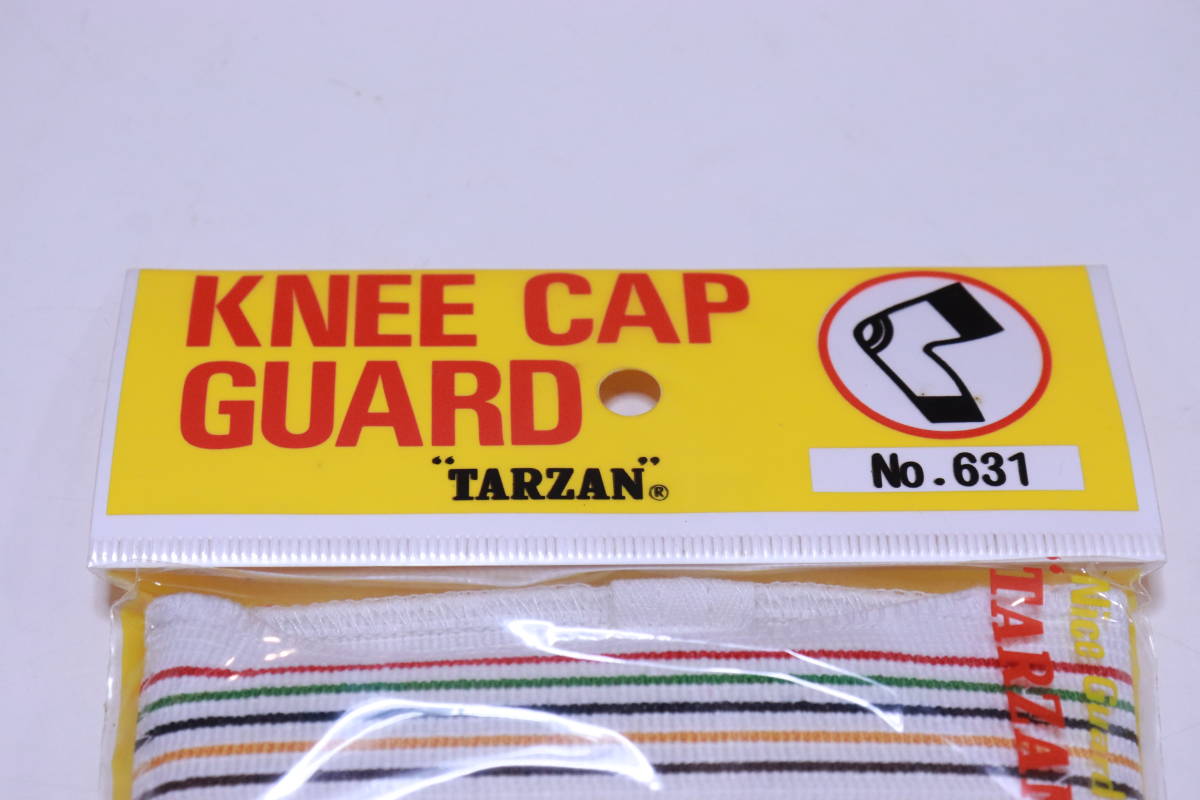 KNEE CAP
GUARD
“TARZAN”®
No.631
Nice Guard
“TARZAN